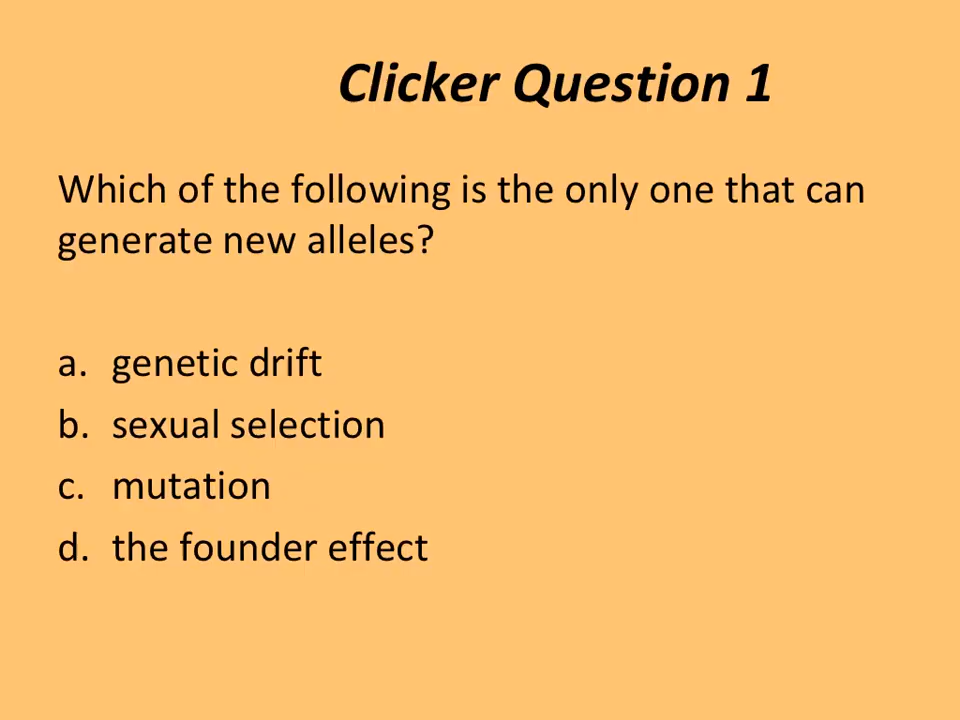 Clicker Question 1
Which of the following is the only one that can
generate new alleles?
a. genetic drift
b. sexual selection
c. mutation
d. the founder effect